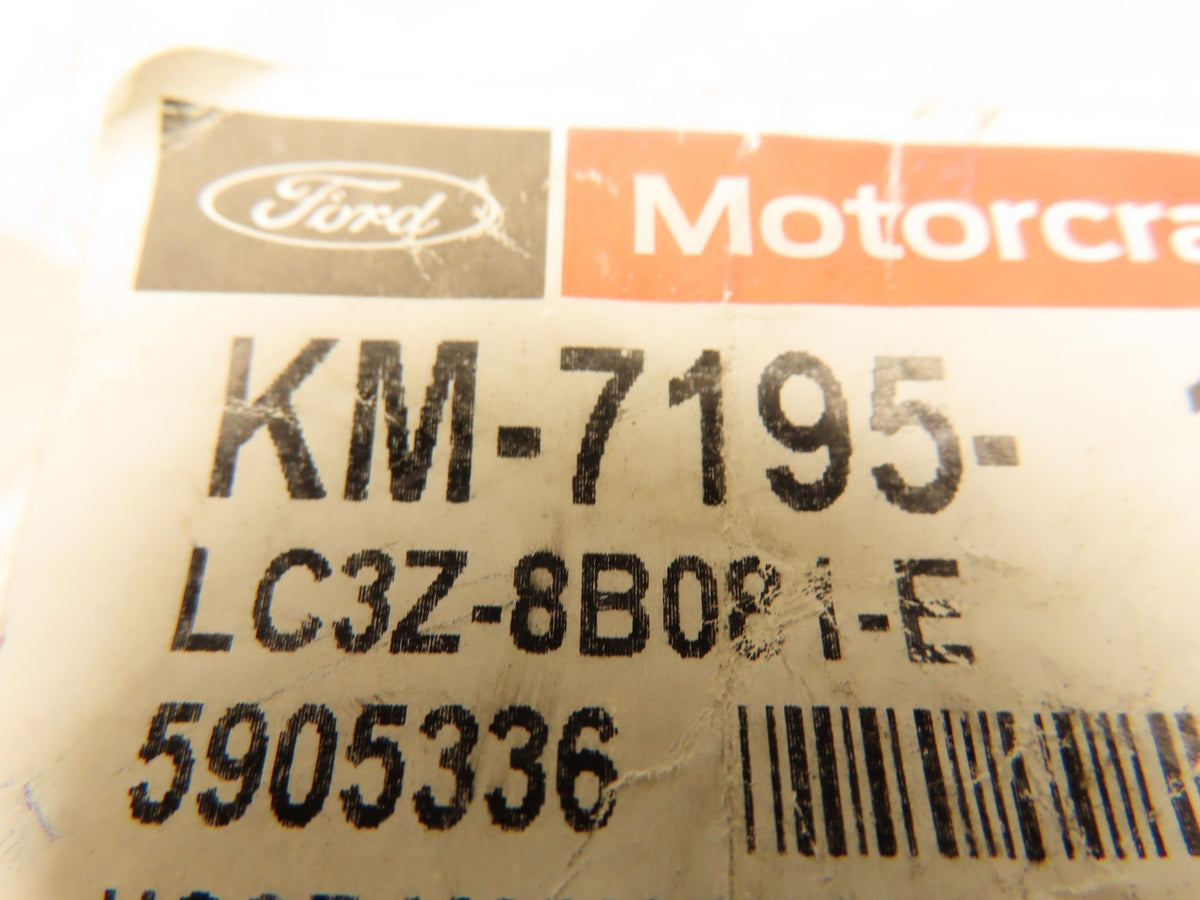 Ford Motorcra
KM-7195-
LC3Z-8B081-E
5905336